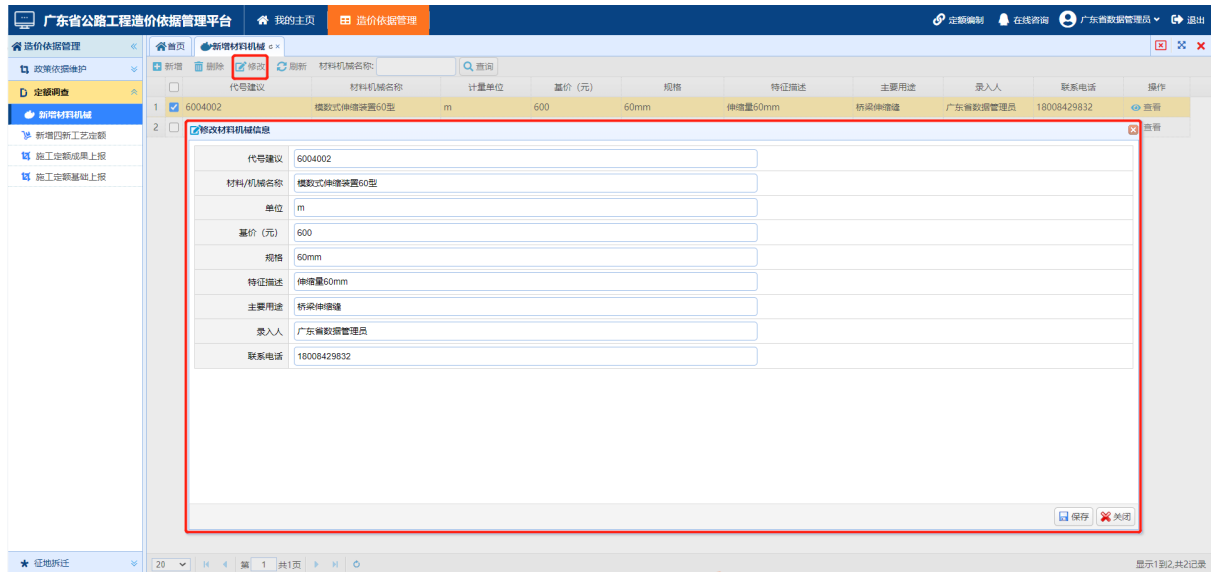 广东省公路工程造价依据管理平台 我的主页 造价依据管理 定额编制 在线咨询 广东省数据管理员 退出
造价依据管理 首页 新增材料机械
政策依据维护 新增 删除 修改 刷新 材料机械名称: 查询
定额调查 代号建议 材料机械名称 计量单位 基价（元） 规格 特征描述 主要用途 录入人 联系电话 操作
新增材料机械 1 6004002 模数式伸缩装置60型 m 600 60mm 伸缩量60mm 桥梁伸缩缝 广东省数据管理员 18008429832 查看
新增四新工艺定额 2 修改材料机械信息 查看
施工定额成果上报
施工定额基础上报
代号建议 6004002
材料/机械名称 模数式伸缩装置60型
单位 m
基价（元） 600
规格 60mm
特征描述 伸缩量60mm
主要用途 桥梁伸缩缝
录入人 广东省数据管理员
联系电话 18008429832
保存 关闭
征地拆迁 20 第 1 共1页 显示1到2,共2记录